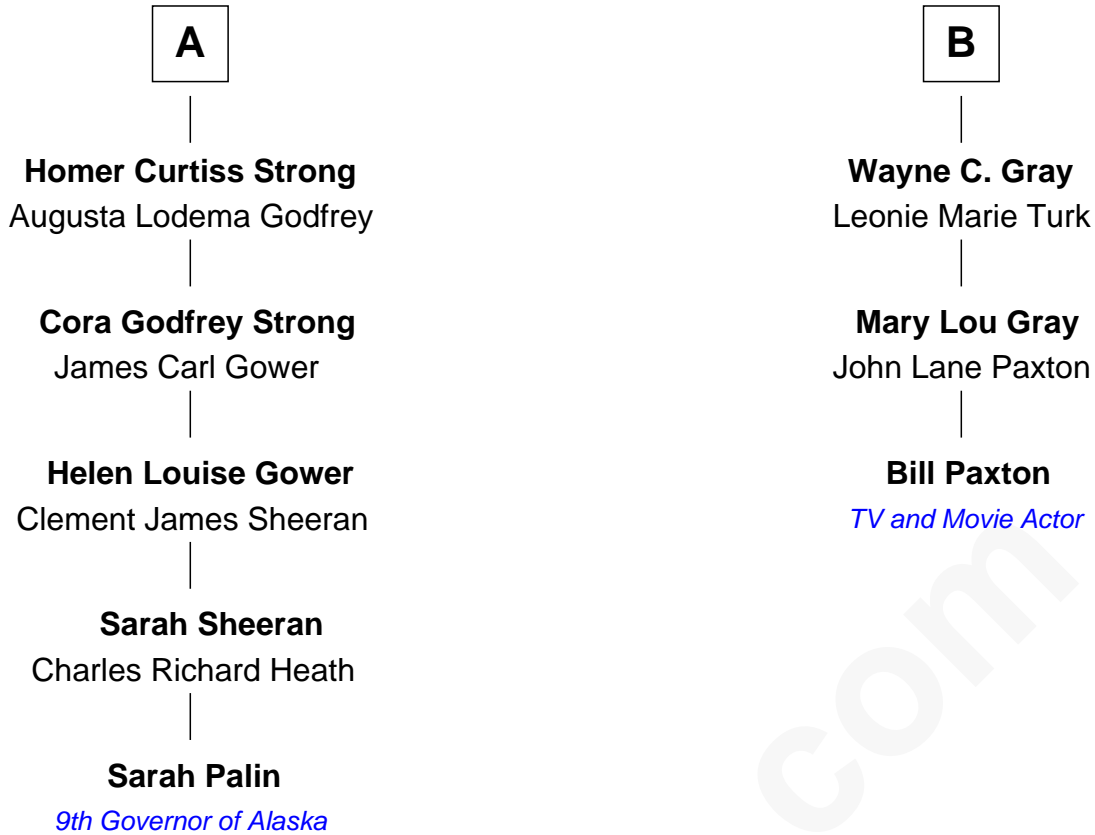 A
Homer Curtiss Strong
Augusta Lodema Godfrey
Cora Godfrey Strong
James Carl Gower
Helen Louise Gower
Clement James Sheeran
Sarah Sheeran
Charles Richard Heath
Sarah Palin
9th Governor of Alaska
B
Wayne C. Gray
Leonie Marie Turk
Mary Lou Gray
John Lane Paxton
Bill Paxton
TV and Movie Actor
com